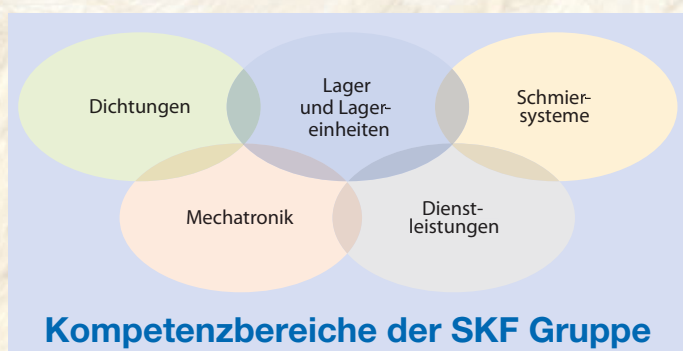 Dichtungen
Lager
und Lager-
einheiten
Schmier-
systeme
Mechatronik
Dienst-
leistungen
Kompetenzbereiche der SKF Gruppe